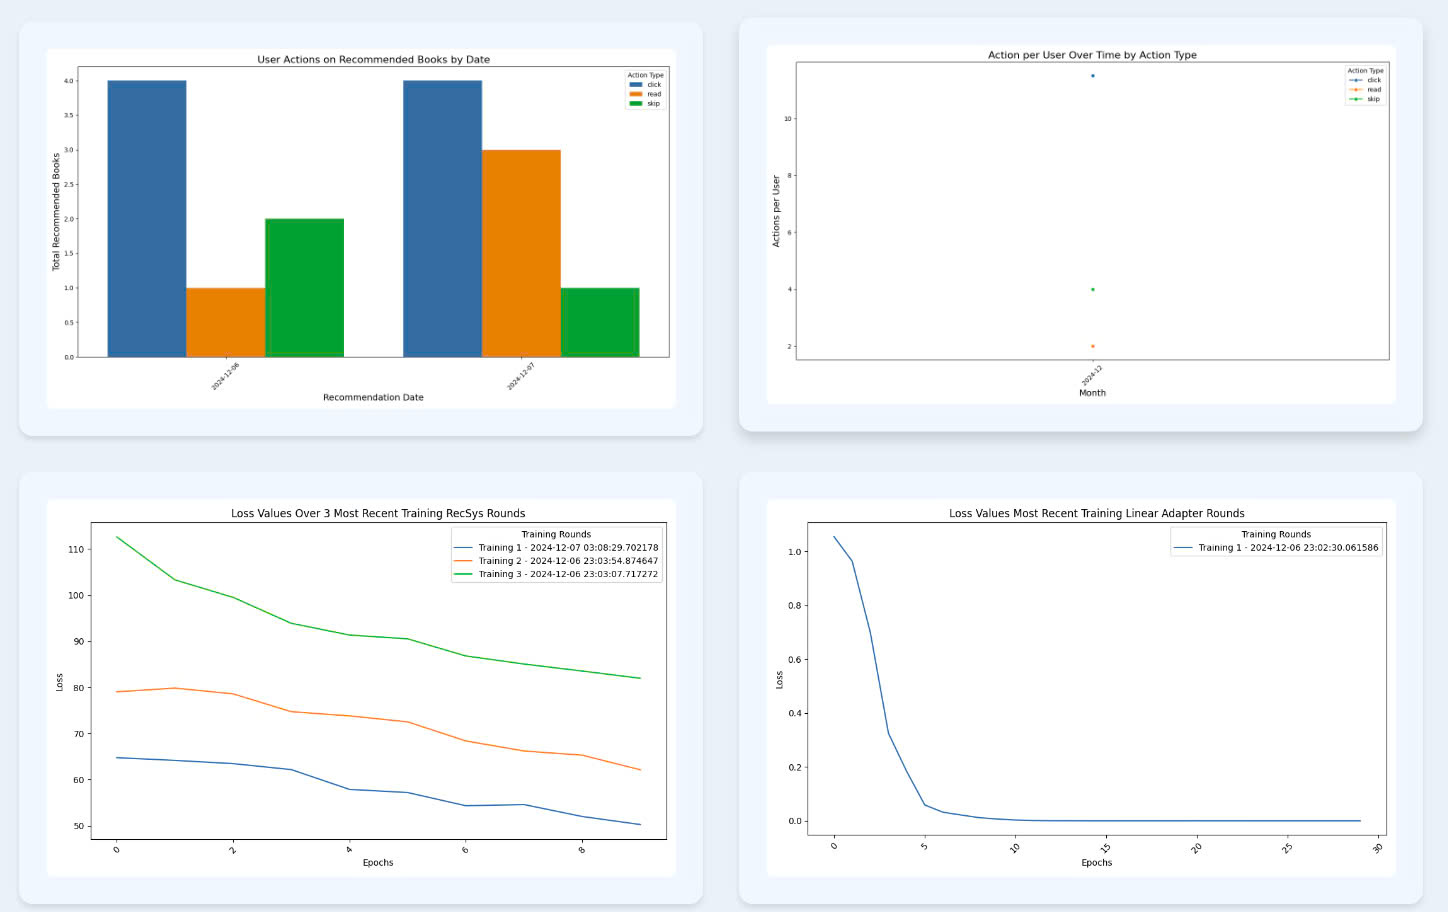 User Actions on Recommended Books by Date
Action Type
click
read
skip
4.0
3.5
3.0
2.5
2.0
1.5
1.0
0.5
0.0
Total Recommended Books
2024-12-06
2024-12-07
Recommendation Date
Action per User Over Time by Action Type
Action Type
click
read
skip
10
8
6
4
2
Actions per User
2024-12
Month
Loss Values Over 3 Most Recent Training RecSys Rounds
Training Rounds
Training 1 - 2024-12-07 03:08:29.702178
Training 2 - 2024-12-06 23:03:54.874647
Training 3 - 2024-12-06 23:03:07.717272
110
100
90
80
70
60
50
Loss
0
2
4
6
8
Epochs
Loss Values Most Recent Training Linear Adapter Rounds
Training Rounds
Training 1 - 2024-12-06 23:02:30.061586
1.0
0.8
0.6
0.4
0.2
0.0
Loss
0
5
10
15
20
25
30
Epochs